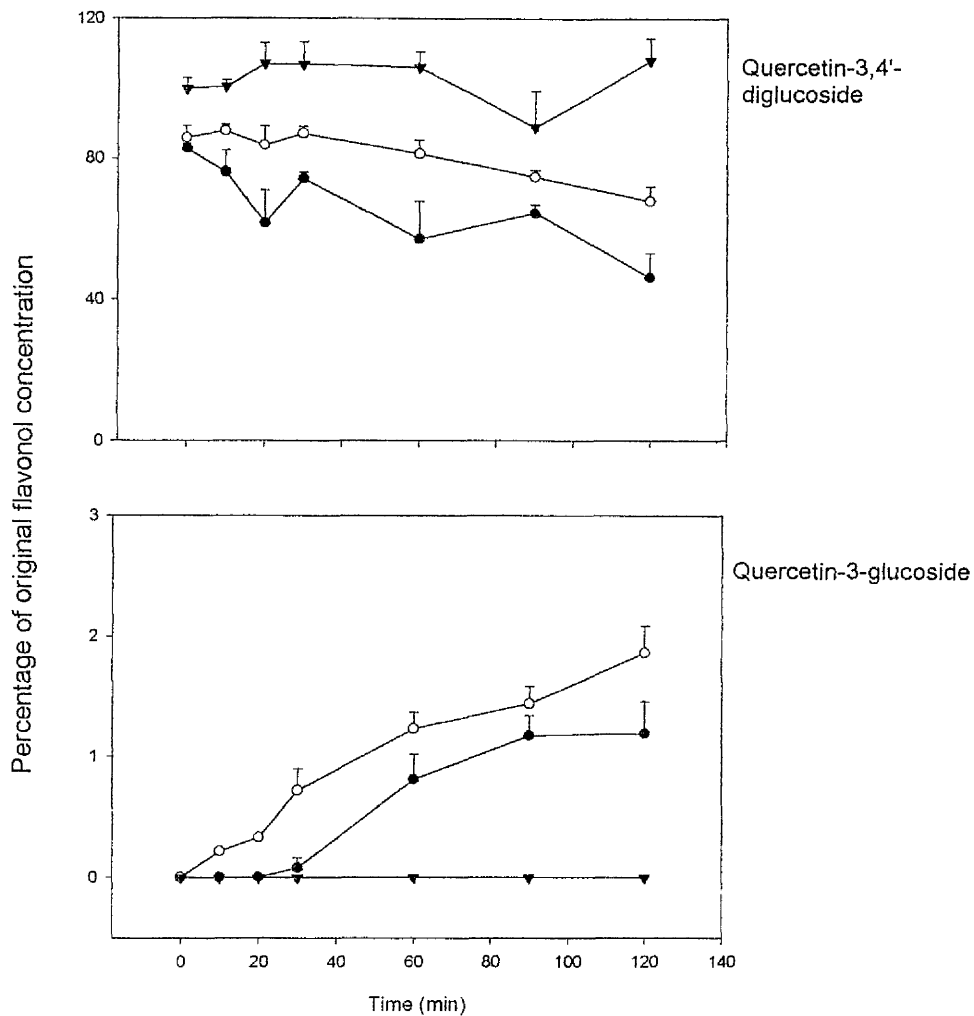 120
80
40
0
Quercetin-3,4'-
diglucoside
Percentage of original flavonol concentration
3
2
1
0
Quercetin-3-glucoside
0 20 40 60 80 100 120 140
Time (min)